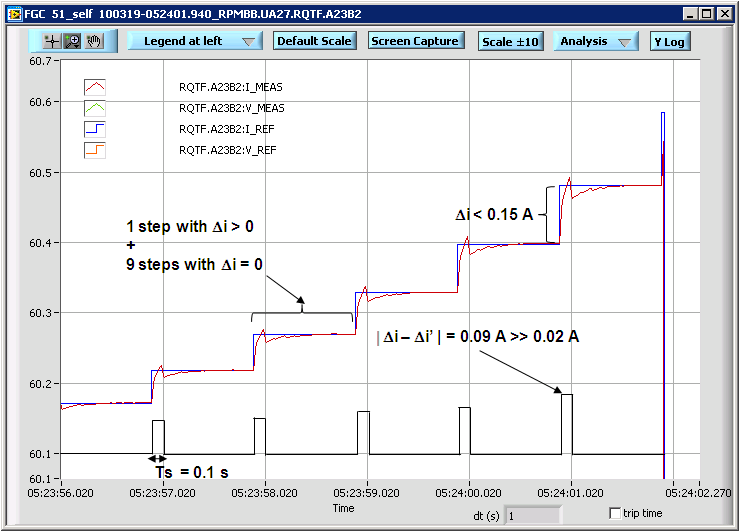 FGC 51_self 100319-052401.940_RPMBB.UA27.RQTF.A23B2
Legend at left
Default Scale
Screen Capture
Scale ±10
Analysis
Y Log
60.7
60.6
60.5
60.4
60.3
60.2
60.1
60.1
RQTF.A23B2:I_MEAS
RQTF.A23B2:V_MEAS
RQTF.A23B2:I_REF
RQTF.A23B2:V_REF
Δi < 0.15 A
1 step with Δi > 0
+
9 steps with Δi = 0
| Δi – Δi' | = 0.09 A >> 0.02 A
Ts = 0.1 s
05:23:56.020
05:23:57.020
05:23:58.020
05:23:59.020
05:24:00.020
05:24:01.020
05:24:02.270
Time
dt (s)
1
trip time